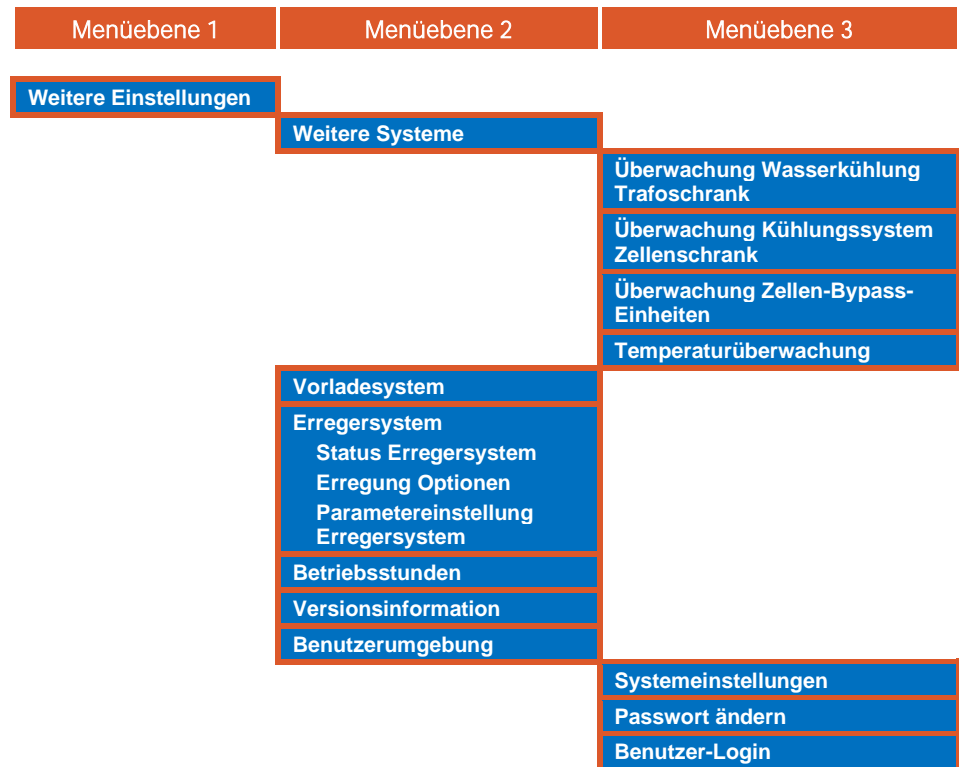 Menüebene 1 Menüebene 2 Menüebene 3
Weitere Einstellungen
Weitere Systeme
Überwachung Wasserkühlung
Trafoschrank
Überwachung Kühlungssystem
Zellenschrank
Überwachung Zellen-Bypass-
Einheiten
Temperaturüberwachung
Vorladesystem
Erregersystem
Status Erregersystem
Erregung Optionen
Parametereinstellung
Erregersystem
Betriebsstunden
Versionsinformation
Benutzerumgebung
Systemeinstellungen
Passwort ändern
Benutzer-Login